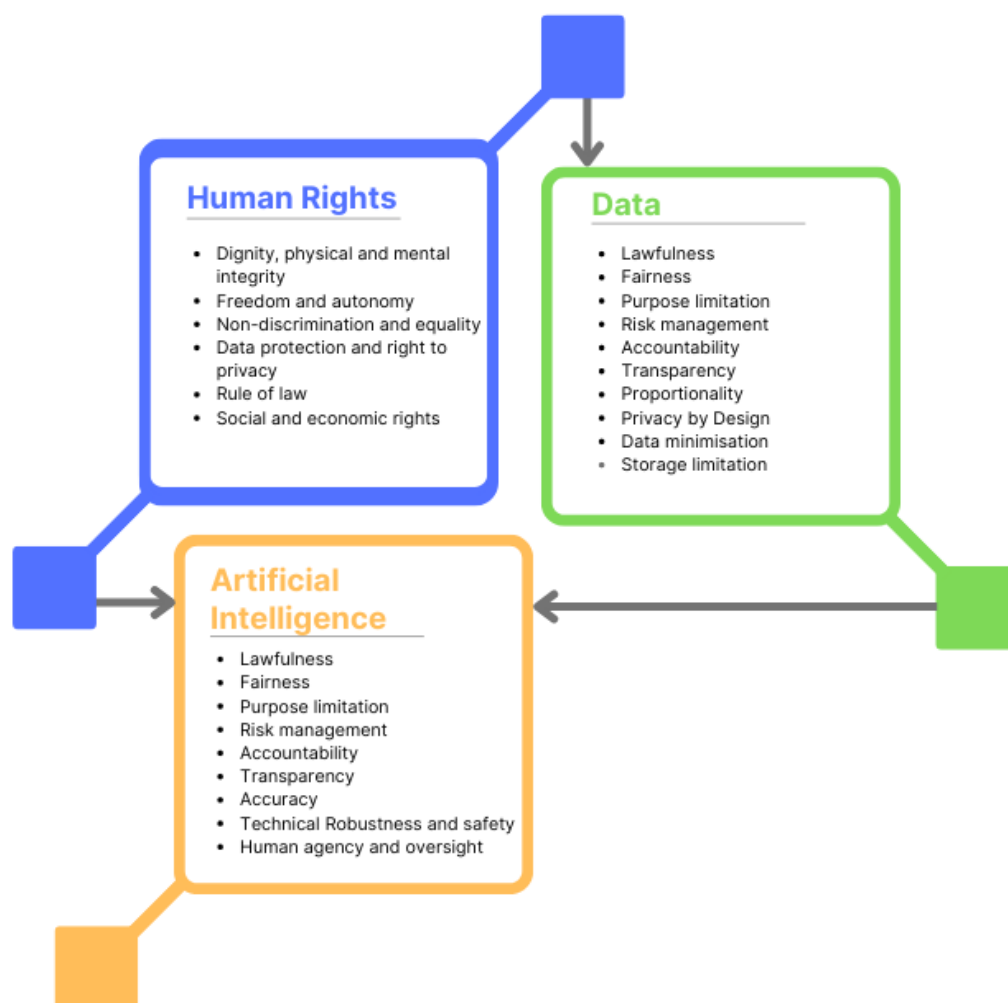 Human Rights
• Dignity, physical and mental
integrity
• Freedom and autonomy
• Non-discrimination and equality
• Data protection and right to
privacy
• Rule of law
• Social and economic rights
Data
• Lawfulness
• Fairness
• Purpose limitation
• Risk management
• Accountability
• Transparency
• Proportionality
• Privacy by Design
• Data minimisation
• Storage limitation
Artificial
Intelligence
• Lawfulness
• Fairness
• Purpose limitation
• Risk management
• Accountability
• Transparency
• Accuracy
• Technical Robustness and safety
• Human agency and oversight